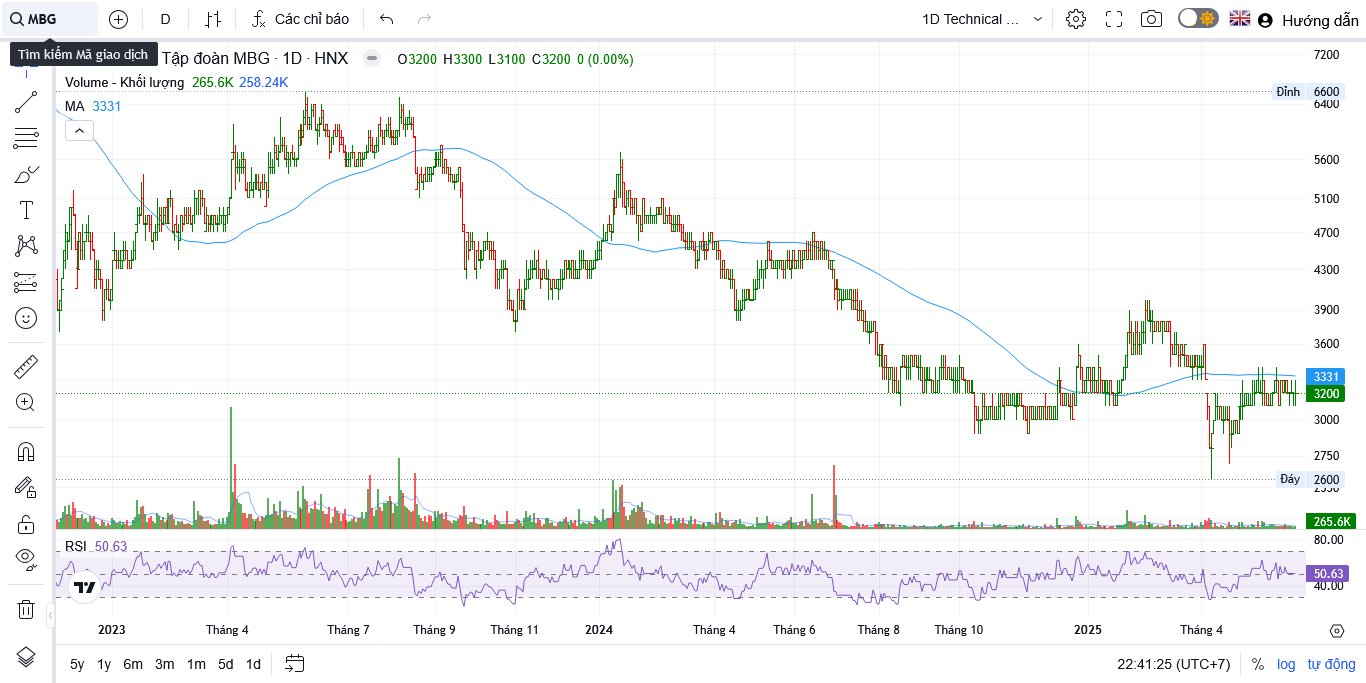 MBG D Các chỉ báo 1D Technical ... Hướng dẫn
Tìm kiếm Mã giao dịch
Tập đoàn MBG · 1D · HNX O3200 H3300 L3100 C3200 0 (0.00%)
Volume - Khối lượng 265.6K 258.24K
MA 3331
7200
Đỉnh 6600
6400
5600
5100
4700
4300
3900
3600
3331
3200
3000
2750
Đáy 2600
265.6K
RSI 50.63
80.00
50.63
40.00
2023 Tháng 4 Tháng 7 Tháng 9 Tháng 11 2024 Tháng 4 Tháng 6 Tháng 8 Tháng 10 2025 Tháng 4
5y 1y 6m 3m 1m 5d 1d 22:41:25 (UTC+7) % log tự động